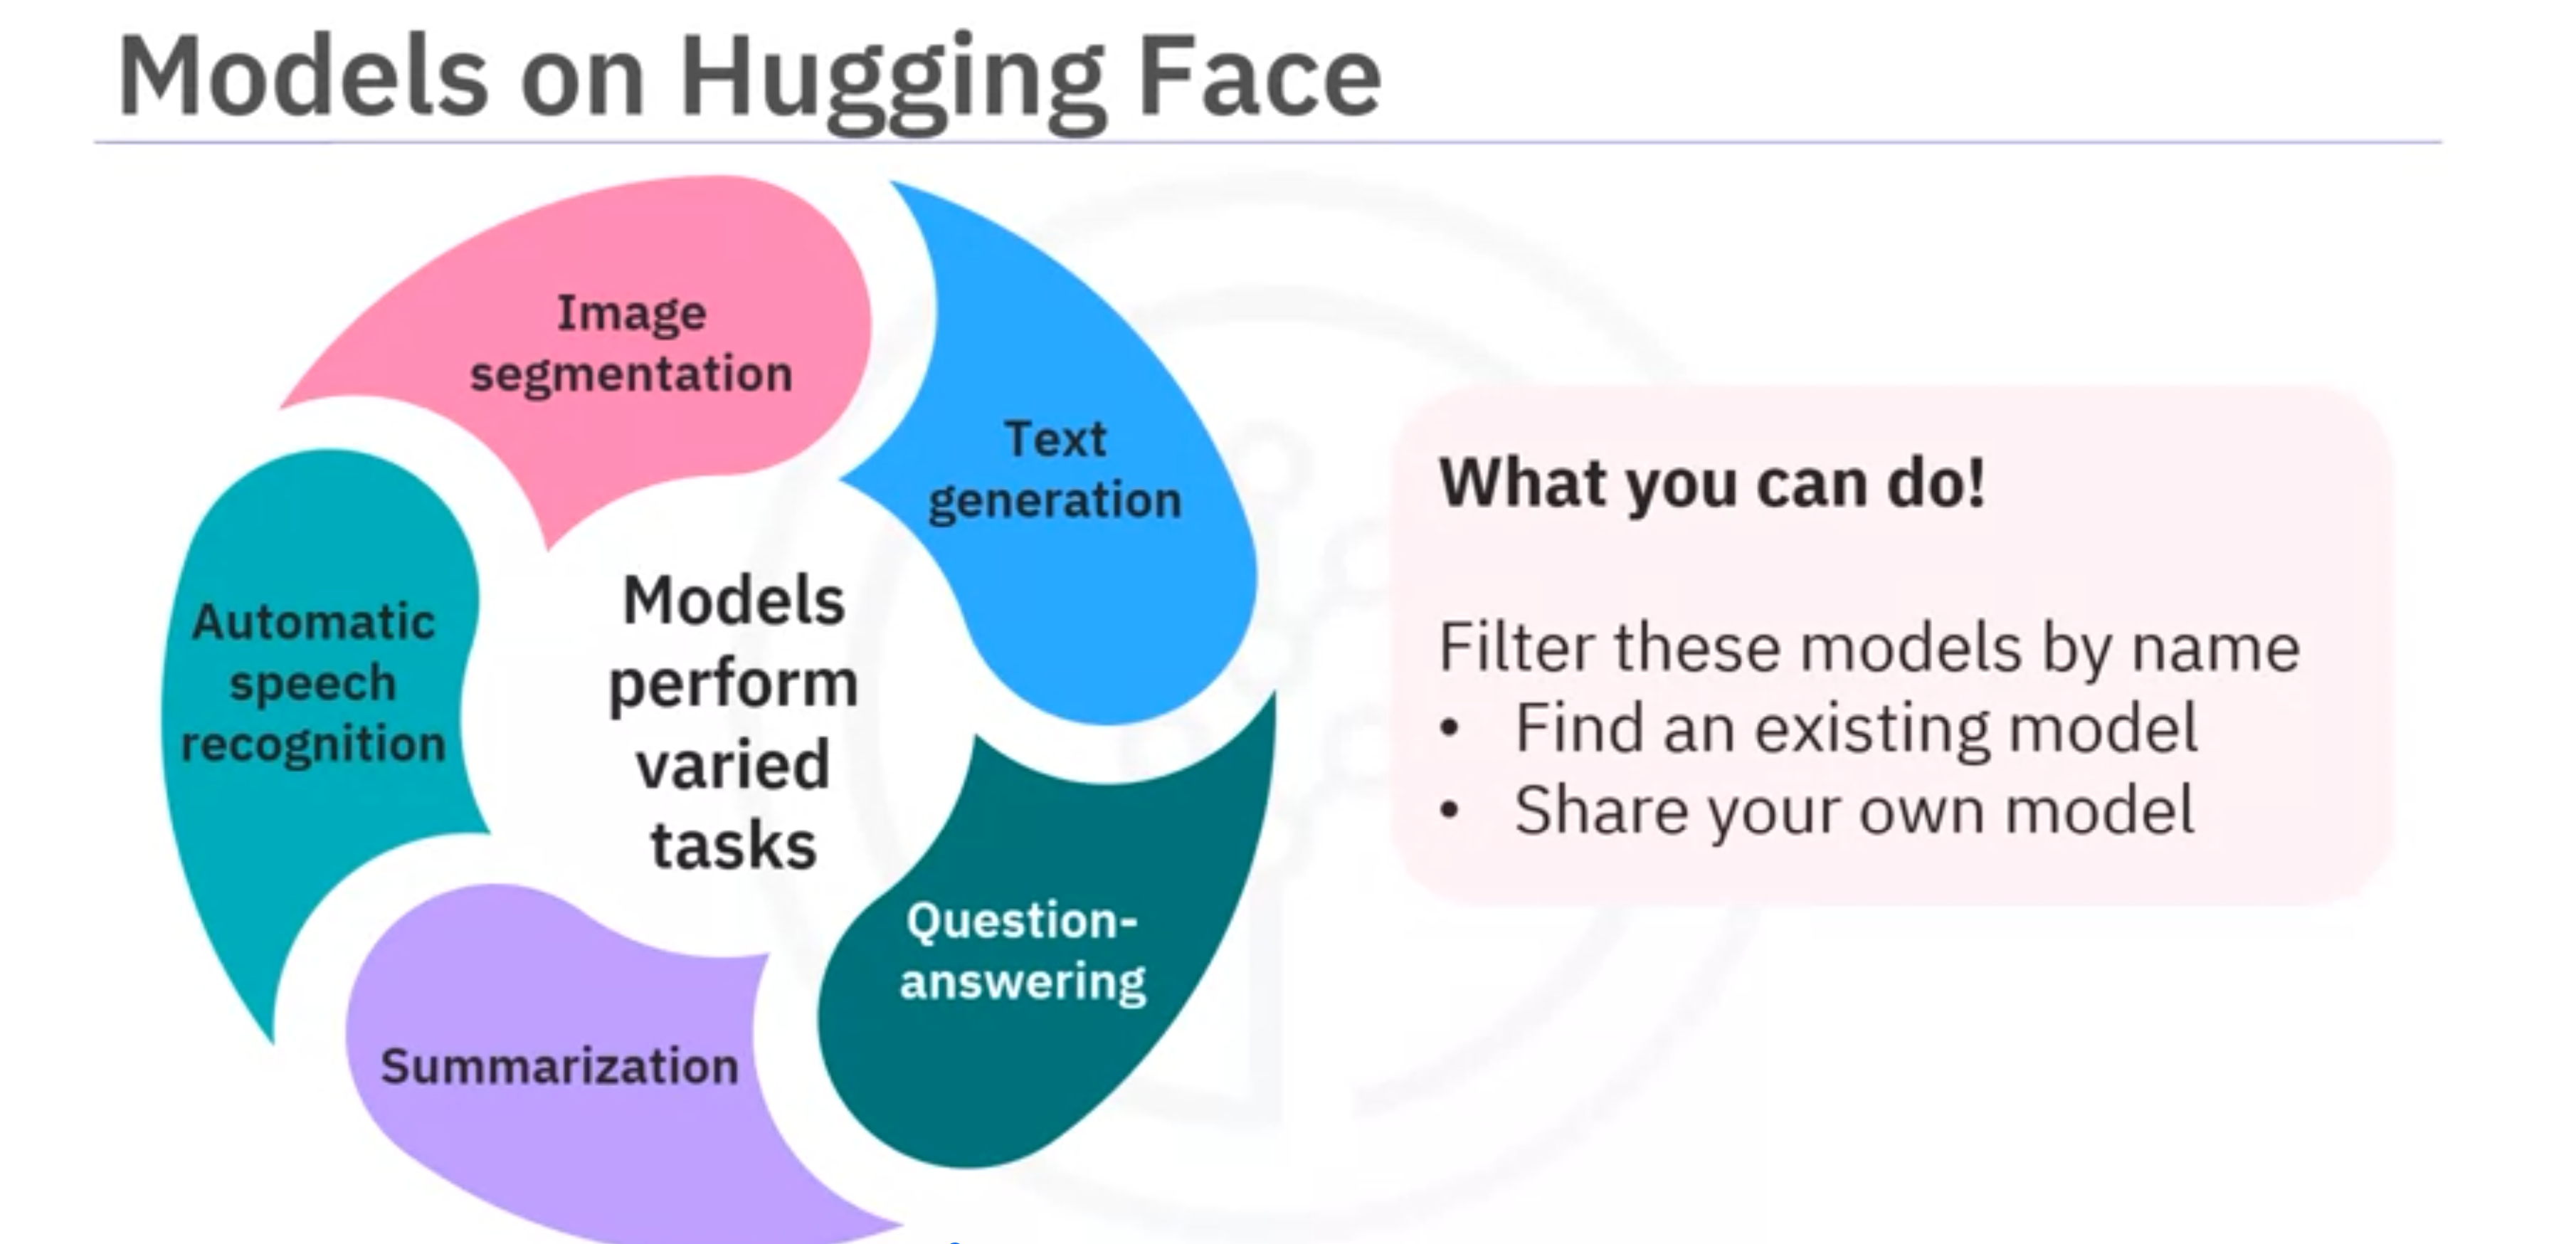 Models on Hugging Face
Image
segmentation
Text
generation
Automatic
speech
recognition
Models
perform
varied
tasks
Question-
answering
Summarization
What you can do!
Filter these models by name
• Find an existing model
• Share your own model